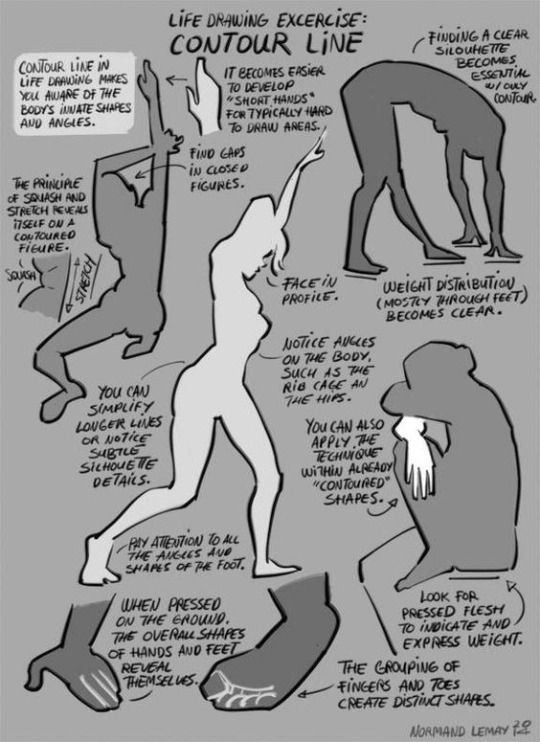 LIFE DRAWING EXCERCISE:
CONTOUR LINE
CONTOUR LINE IN
LIFE DRAWING MAKES
YOU AWARE OF THE
BODY'S INNATE SHAPES
AND ANGLES.
IT BECOMES EASIER
TO DEVELOP
"SHORT HANDS"
FOR TYPICALLY HARD
TO DRAW AREAS.
FINDING A CLEAR
SILOUHETTE
BECOMES
ESSENTIAL
W/ ONLY
CONTOUR.
FIND GAPS
IN CLOSED
FIGURES.
THE PRINCIPLE
OF SQUASH AND
STRETCH REVEALS
ITSELF ON A
CONTOURED
FIGURE.
SQUASH
STRETCH
FACE IN
PROFILE.
WEIGHT DISTRIBUTION
(MOSTLY THROUGH FEET)
BECOMES CLEAR.
NOTICE ANGLES
ON THE BODY,
SUCH AS THE
RIB CAGE AN
THE HIPS.
YOU CAN
SIMPLIFY
LONGER LINES
OR NOTICE
SUBTLE
SILHOUETTE
DETAILS.
YOU CAN ALSO
APPLY THE
TECHNIQUE
WITHIN ALREADY
"CONTOURED"
SHAPES.
PAY ATTENTION TO ALL
THE ANGLES AND
SHAPES OF THE FOOT.
LOOK FOR
PRESSED FLESH
TO INDICATE AND
EXPRESS WEIGHT.
WHEN PRESSED
ON THE GROUND,
THE OVERALL SHAPES
OF HANDS AND FEET
REVEAL
THEMSELVES.
THE GROUPING OF
FINGERS AND TOES
CREATE DISTINCT SHAPES.
NORMAND LEMAY 2014